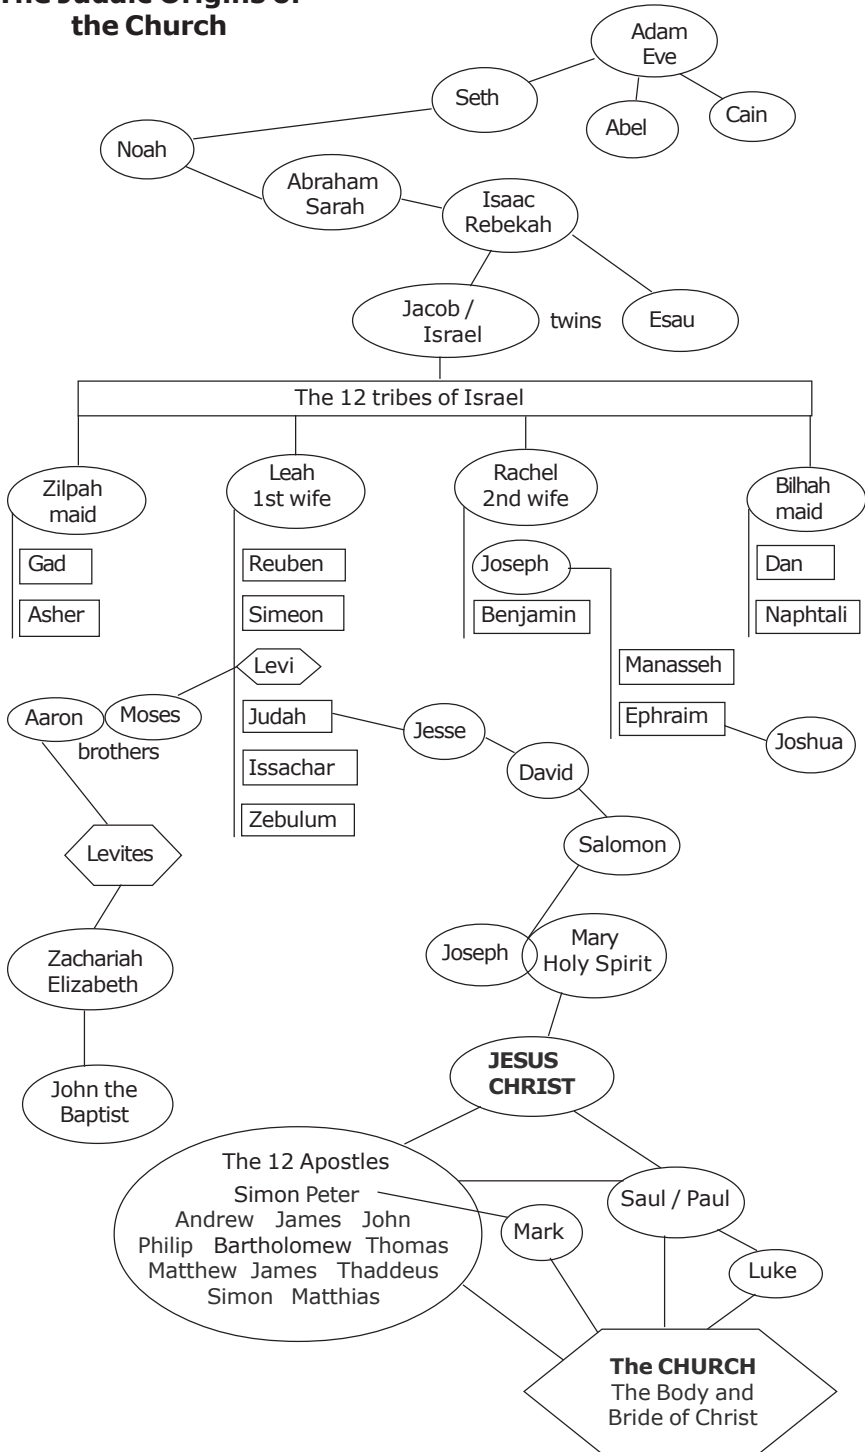 The Judaic Origins of
the Church
Adam
Eve
Seth
Abel
Cain
Noah
Abraham
Sarah
Isaac
Rebekah
Jacob /
Israel
twins
Esau
The 12 tribes of Israel
Zilpah
maid
Leah
1st wife
Rachel
2nd wife
Bilhah
maid
Gad
Asher
Reuben
Simeon
Levi
Judah
Issachar
Zebulum
Joseph
Benjamin
Manasseh
Ephraim
Joshua
Dan
Naphtali
Aaron
Moses
brothers
Jesse
David
Salomon
Levites
Zachariah
Elizabeth
John the
Baptist
Joseph
Mary
Holy Spirit
JESUS
CHRIST
The 12 Apostles
Simon Peter
Andrew James John
Philip Bartholomew Thomas
Matthew James Thaddeus
Simon Matthias
Mark
Saul / Paul
Luke
The CHURCH
The Body and
Bride of Christ